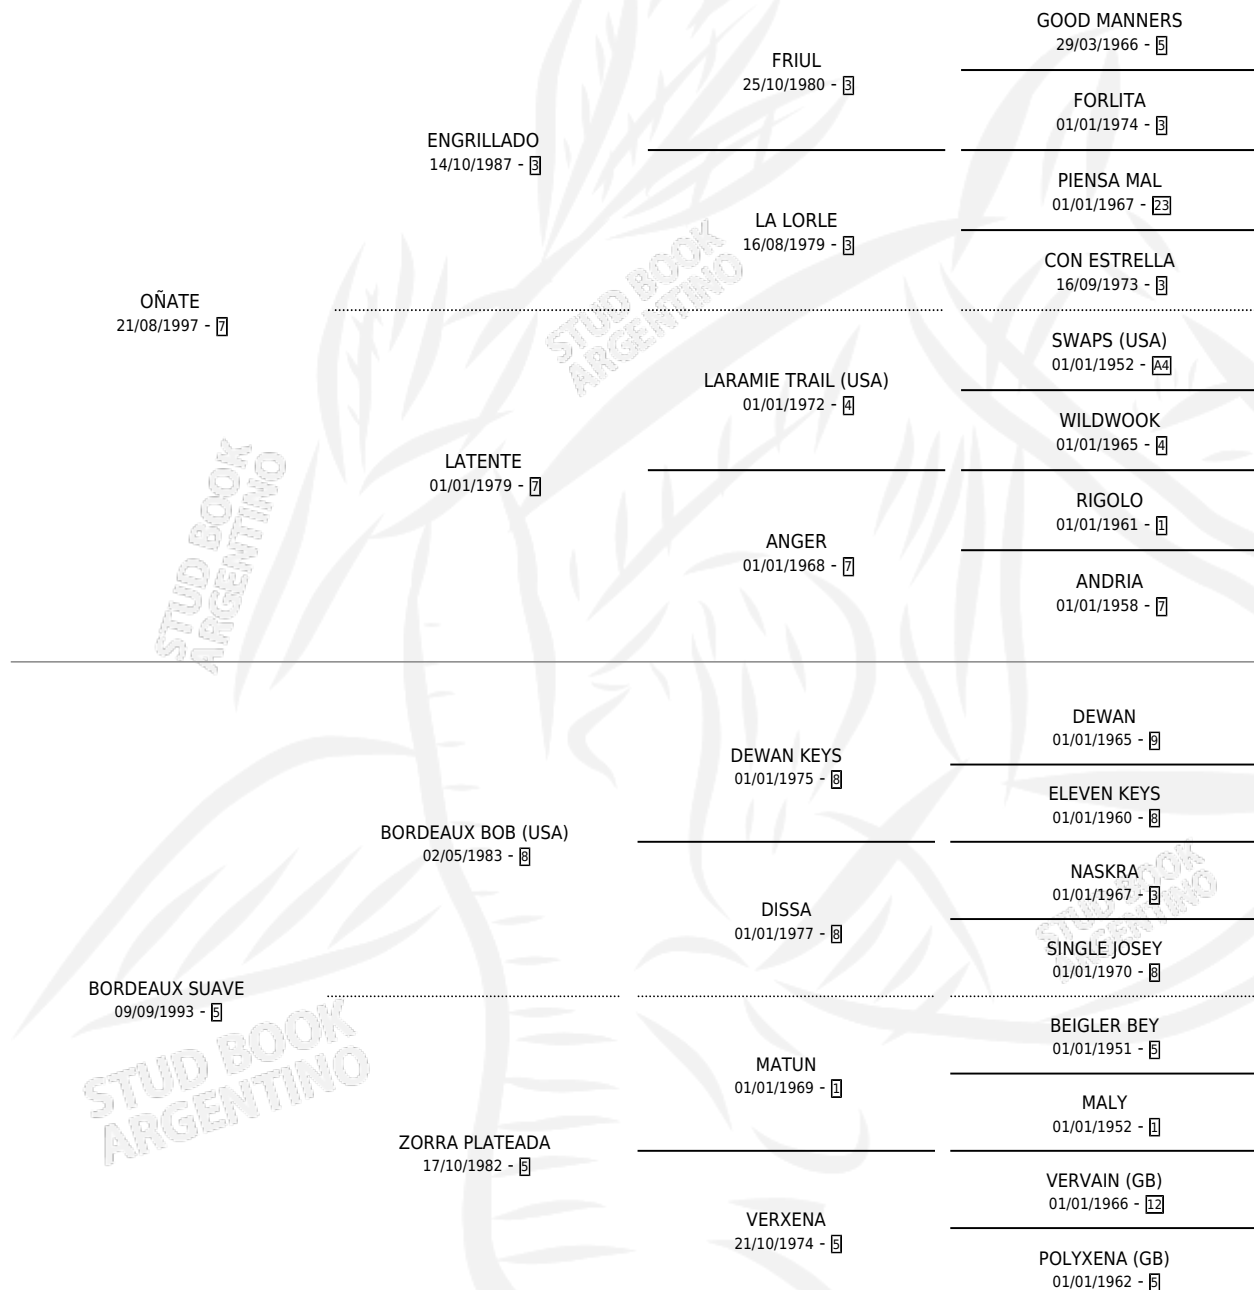 GOOD MANNERS
29/03/1966 - 5
FRIUL
25/10/1980 - 3
FORLITA
01/01/1974 - 3
ENGRILLADO
14/10/1987 - 3
PIENSA MAL
01/01/1967 - 23
LA LORLE
16/08/1979 - 3
CON ESTRELLA
16/09/1973 - 3
OÑATE
21/08/1997 - 7
SWAPS (USA)
01/01/1952 - A4
LARAMIE TRAIL (USA)
01/01/1972 - 4
WILDWOOK
01/01/1965 - 4
LATENTE
01/01/1979 - 7
RIGOLO
01/01/1961 - 1
ANGER
01/01/1968 - 7
ANDRIA
01/01/1958 - 7
DEWAN
01/01/1965 - 9
DEWAN KEYS
01/01/1975 - 8
ELEVEN KEYS
01/01/1960 - 8
BORDEAUX BOB (USA)
02/05/1983 - 8
NASKRA
01/01/1967 - 3
DISSA
01/01/1977 - 8
SINGLE JOSEY
01/01/1970 - 8
BORDEAUX SUAVE
09/09/1993 - 5
BEIGLER BEY
01/01/1951 - 5
MATUN
01/01/1969 - 1
MALY
01/01/1952 - 1
ZORRA PLATEADA
17/10/1982 - 5
VERVAIN (GB)
01/01/1966 - 12
VERXENA
21/10/1974 - 5
POLYXENA (GB)
01/01/1962 - 5
STUD BOOK
ARGENTINO
STUD BOOK
ARGENTINO
STUD BOOK
ARGENTINO
STUD BOOK
ARGENTINO